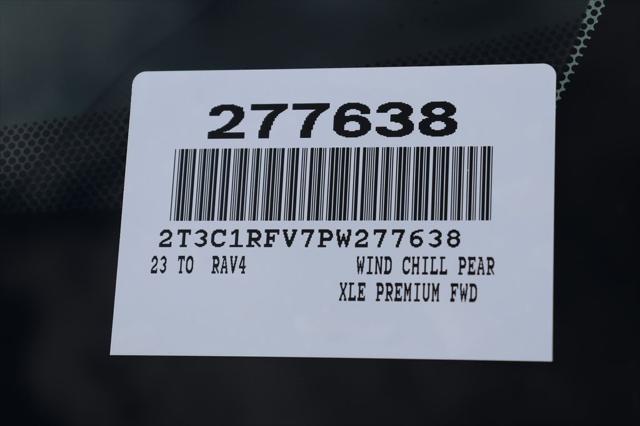 277638
2T3C1RFV7PW277638
23 TO RAV4 WIND CHILL PEAR
XLE PREMIUM FWD